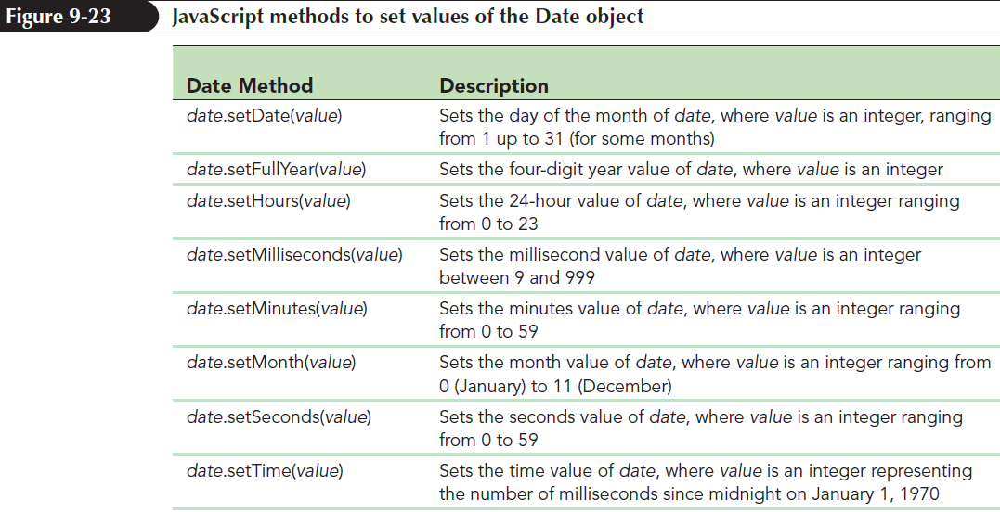 Figure 9-23 JavaScript methods to set values of the Date object
Date Method Description
date.setDate(value) Sets the day of the month of date, where value is an integer, ranging
from 1 up to 31 (for some months)
date.setFullYear(value) Sets the four-digit year value of date, where value is an integer
date.setHours(value) Sets the 24-hour value of date, where value is an integer ranging
from 0 to 23
date.setMilliseconds(value) Sets the millisecond value of date, where value is an integer
between 9 and 999
date.setMinutes(value) Sets the minutes value of date, where value is an integer ranging
from 0 to 59
date.setMonth(value) Sets the month value of date, where value is an integer ranging from
0 (January) to 11 (December)
date.setSeconds(value) Sets the seconds value of date, where value is an integer ranging
from 0 to 59
date.setTime(value) Sets the time value of date, where value is an integer representing
the number of milliseconds since midnight on January 1, 1970